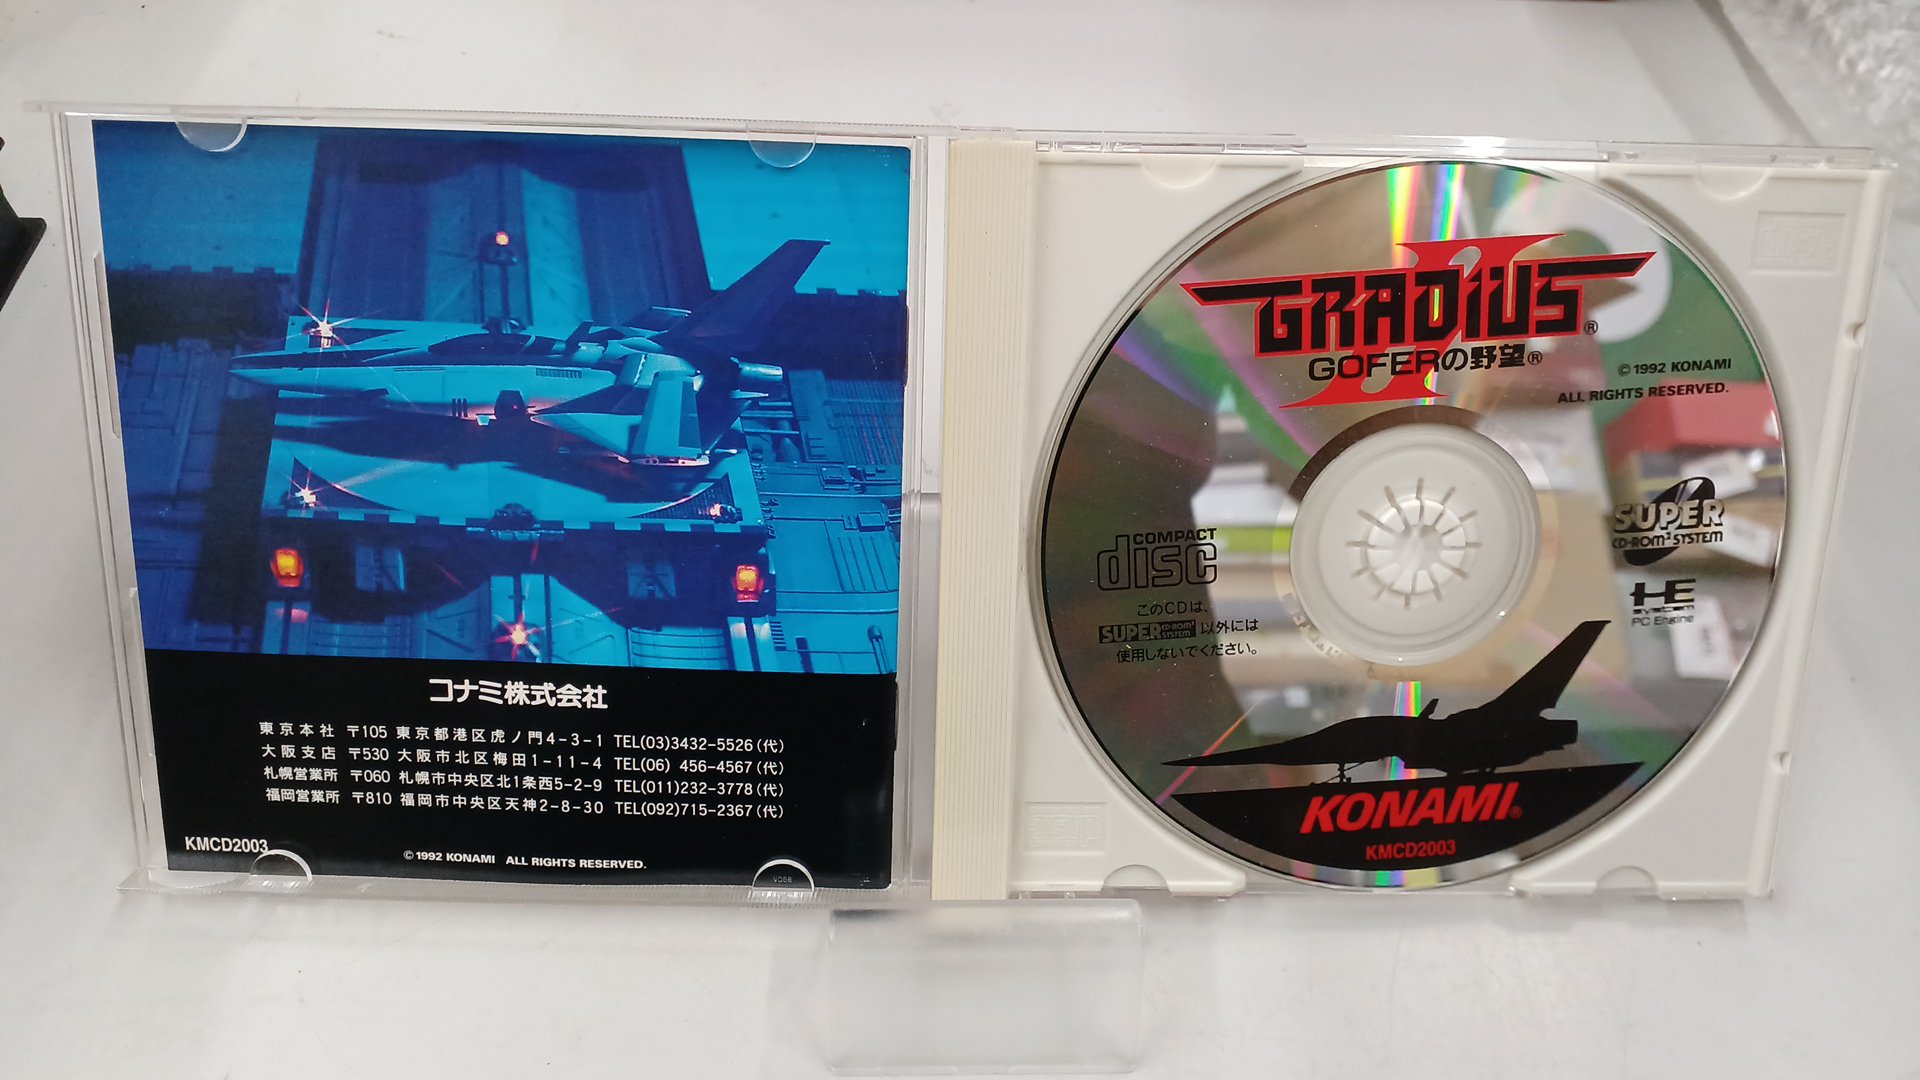 コナミ株式会社
東京本社 〒105 東京都港区虎ノ門4-3-1 TEL(03)3432-5526(代)
大阪支店 〒530 大阪市北区梅田1-11-4 TEL(06) 456-4567(代)
札幌営業所 〒060 札幌市中央区北1条西5-2-9 TEL(011)232-3778(代)
福岡営業所 〒810 福岡市中央区天神2-8-30 TEL(092)715-2367(代)
KMCD2003
©1992 KONAMI ALL RIGHTS RESERVED.
GRADIUS®
II
GOFERの野望®
©1992 KONAMI
ALL RIGHTS RESERVED.
COMPACT
disc
このCDは、
SUPER CD-ROM² SYSTEM 以外には
使用しないでください。
SUPER
CD-ROM² SYSTEM
HE
system
PC Engine
KONAMI®
KMCD2003